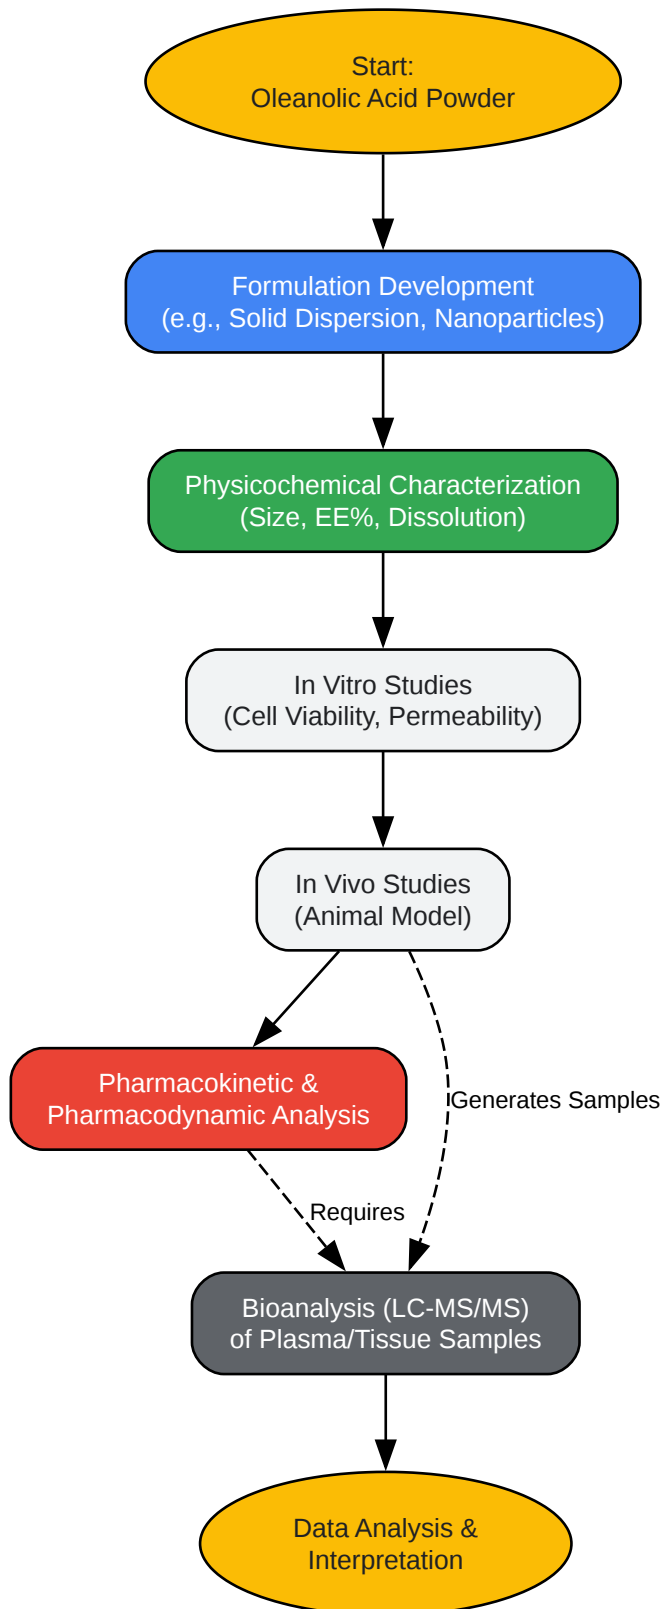 Start:
Oleanolic Acid Powder
Formulation Development
(e.g., Solid Dispersion, Nanoparticles)
Physicochemical Characterization
(Size, EE%, Dissolution)
In Vitro Studies
(Cell Viability, Permeability)
In Vivo Studies
(Animal Model)
Pharmacokinetic &
Pharmacodynamic Analysis
Generates Samples
Requires
Bioanalysis (LC-MS/MS)
of Plasma/Tissue Samples
Data Analysis &
Interpretation